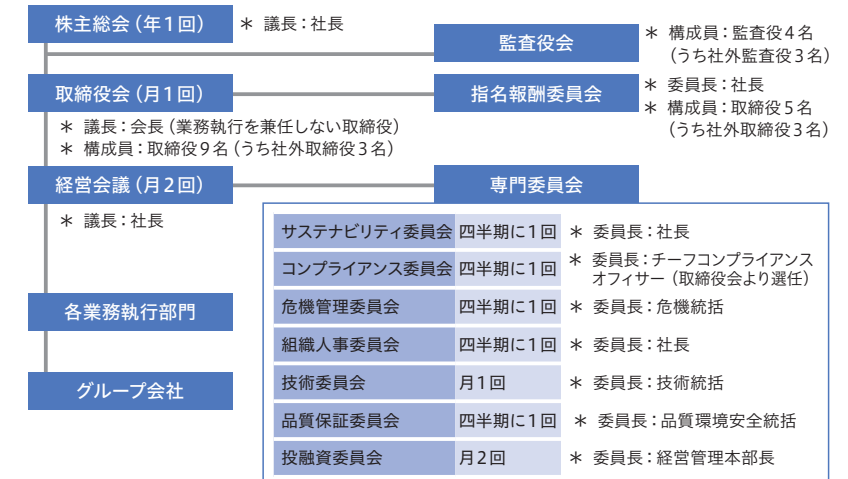 株主総会（年１回）
＊ 議長：社長
監査役会
＊ 構成員：監査役４名
（うち社外監査役３名）
取締役会（月１回）
指名報酬委員会
＊ 委員長：社長
＊ 構成員：取締役５名
（うち社外取締役３名）
＊ 議長：会長（業務執行を兼任しない取締役）
＊ 構成員：取締役９名（うち社外取締役３名）
経営会議（月２回）
専門委員会
＊ 議長：社長
サステナビリティ委員会 四半期に１回 ＊ 委員長：社長
コンプライアンス委員会 四半期に１回 ＊ 委員長：チーフコンプライアンス
オフィサー（取締役会より選任）
危機管理委員会 四半期に１回 ＊ 委員長：危機統括
組織人事委員会 四半期に１回 ＊ 委員長：社長
技術委員会 月１回 ＊ 委員長：技術統括
品質保証委員会 四半期に１回 ＊ 委員長：品質環境安全統括
投融資委員会 月２回 ＊ 委員長：経営管理本部長
各業務執行部門
グループ会社